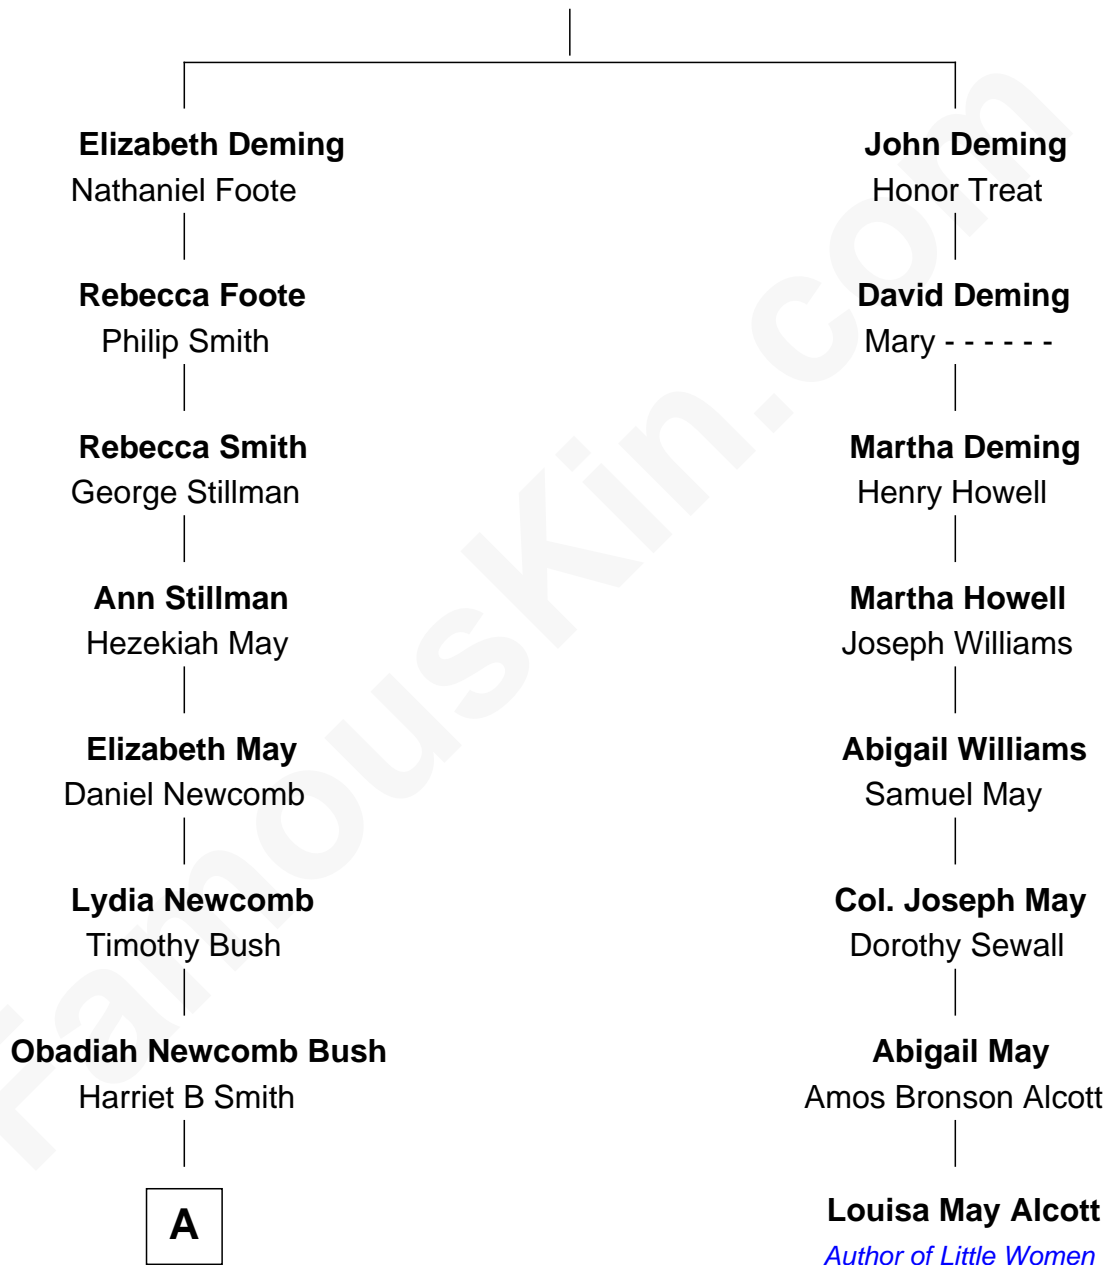 Elizabeth Deming
Nathaniel Foote
Rebecca Foote
Philip Smith
Rebecca Smith
George Stillman
Ann Stillman
Hezekiah May
Elizabeth May
Daniel Newcomb
Lydia Newcomb
Timothy Bush
Obadiah Newcomb Bush
Harriet B Smith
A
John Deming
Honor Treat
David Deming
Mary - - - - - -
Martha Deming
Henry Howell
Martha Howell
Joseph Williams
Abigail Williams
Samuel May
Col. Joseph May
Dorothy Sewall
Abigail May
Amos Bronson Alcott
Louisa May Alcott
Author of Little Women
FamousKin.com